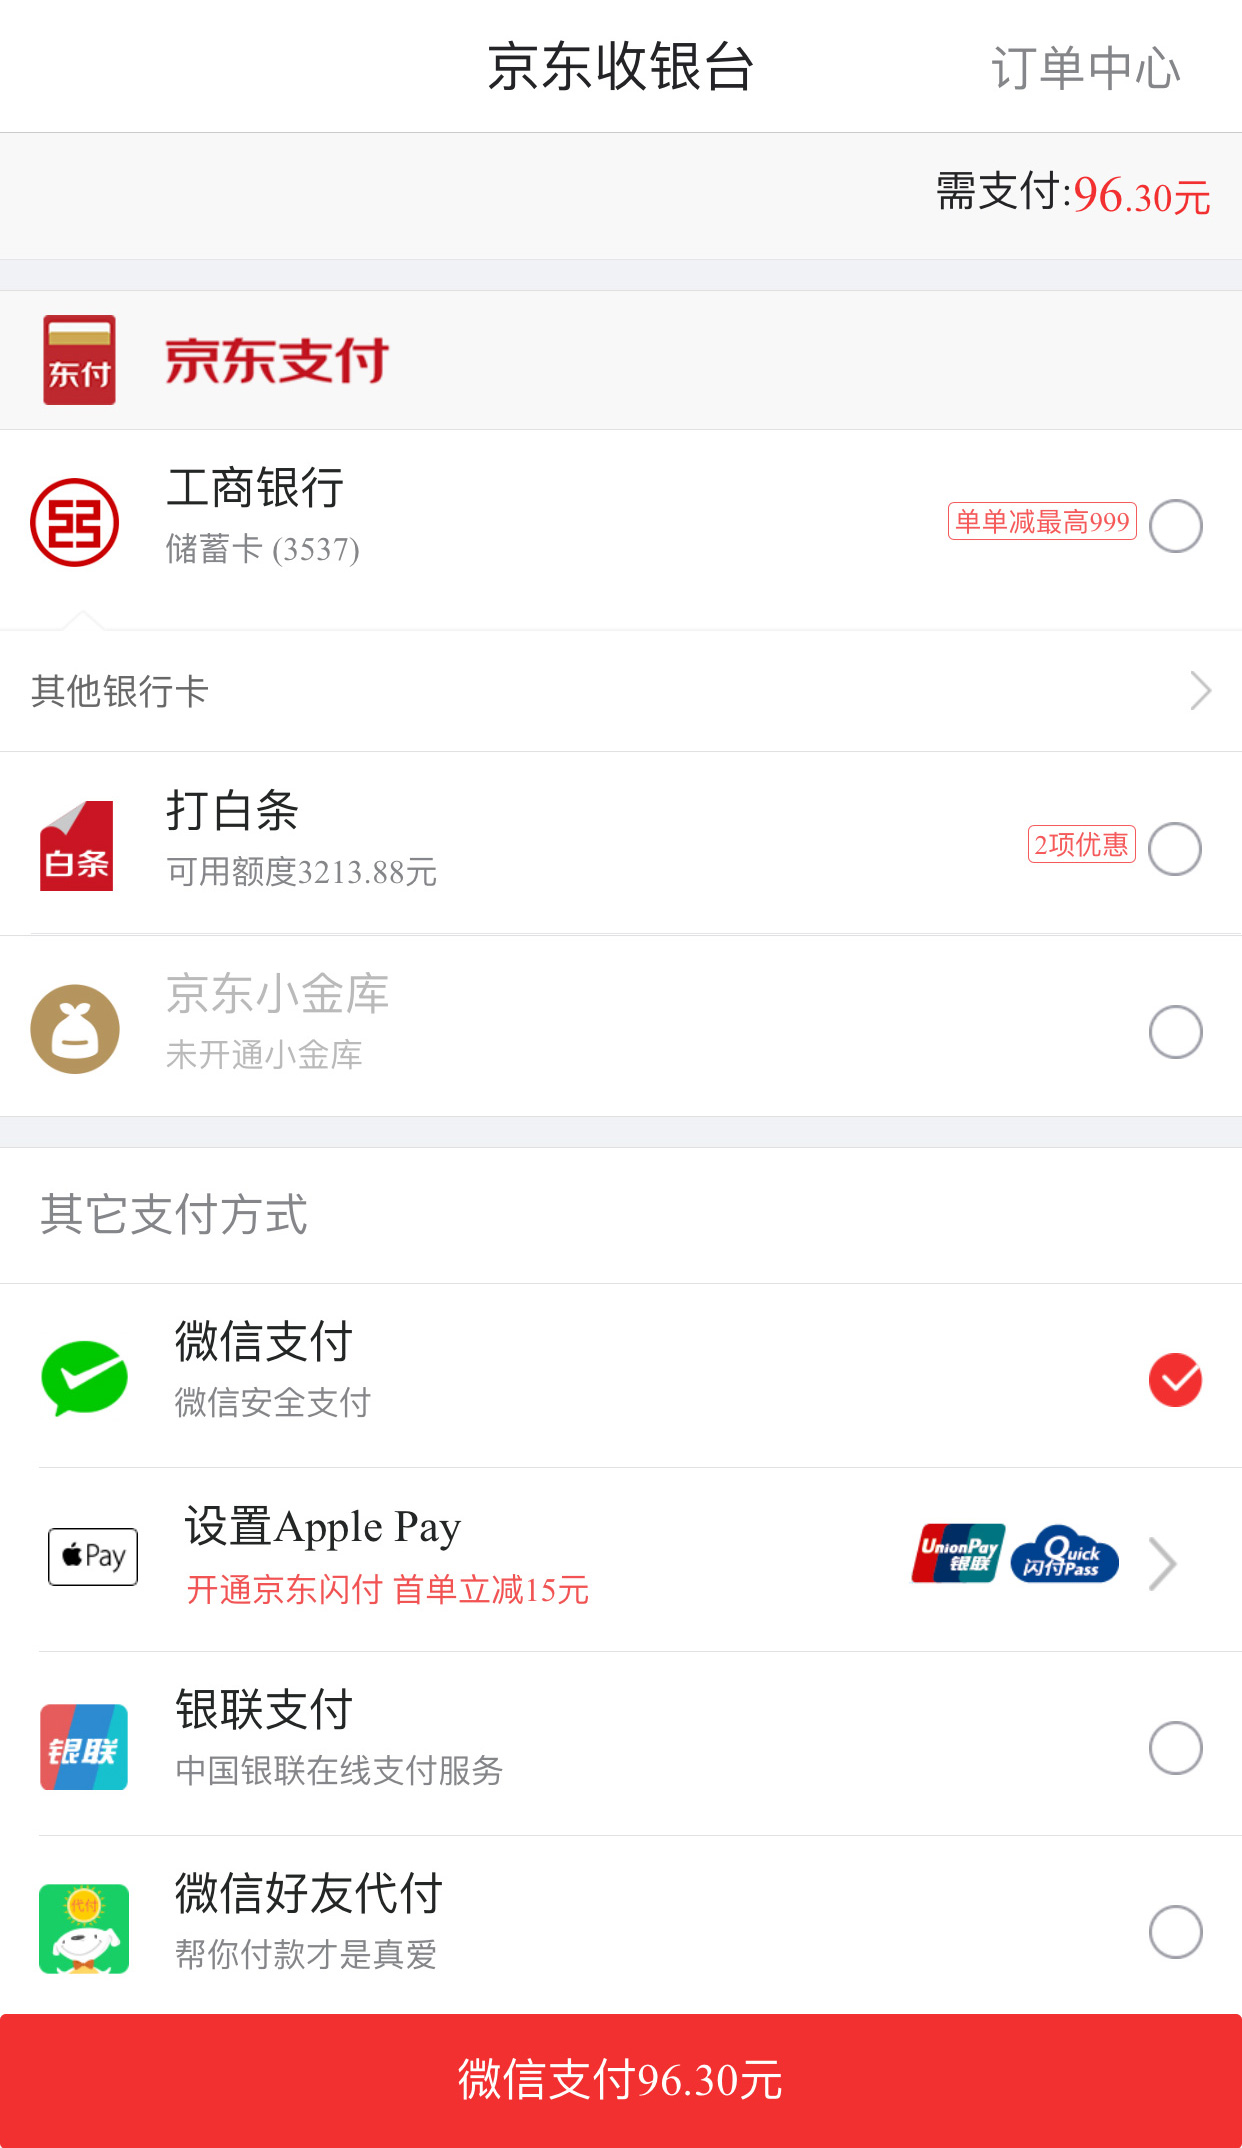 京东收银台
订单中心
需支付:96.30元
东付
京东支付
工商银行
储蓄卡 (3537)
单单减最高999
其他银行卡
白条
打白条
可用额度3213.88元
2项优惠
京东小金库
未开通小金库
其它支付方式
微信支付
微信安全支付
Pay
设置Apple Pay
开通京东闪付 首单立减15元
UnionPay
银联
Quick
闪付Pass
银联
银联支付
中国银联在线支付服务
代付
微信好友代付
帮你付款才是真爱
微信支付96.30元